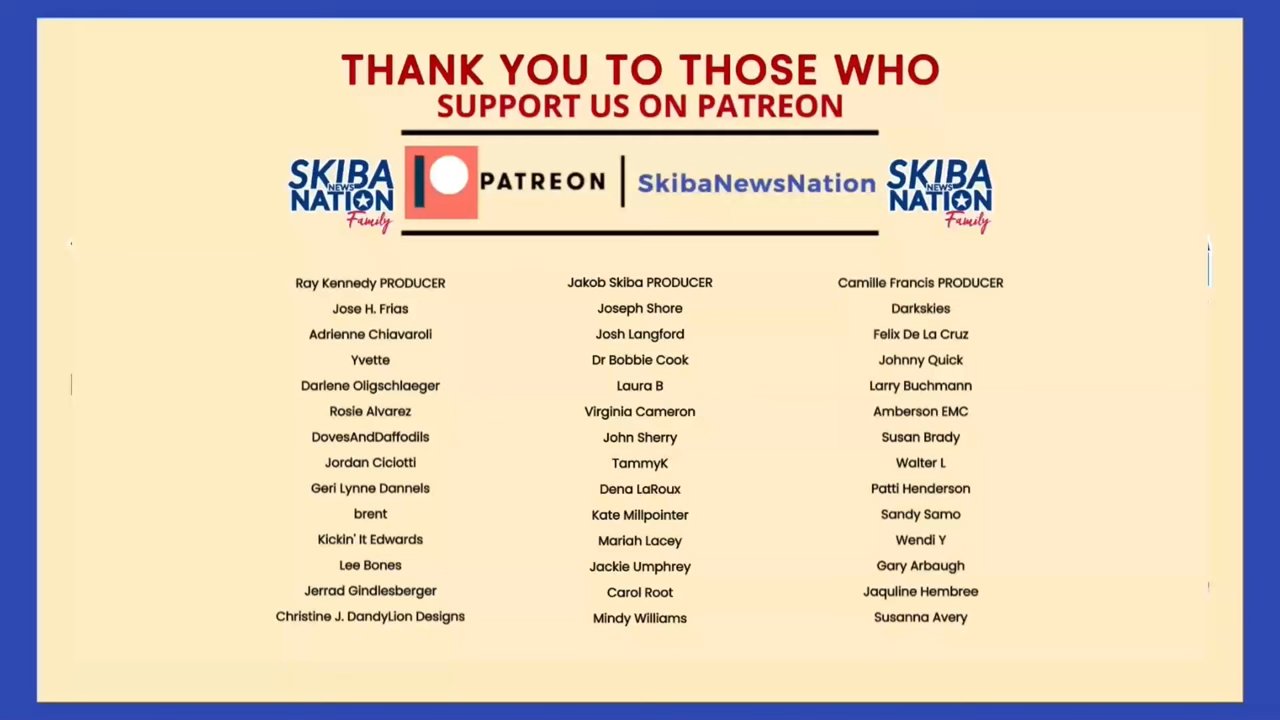 THANK YOU TO THOSE WHO
SUPPORT US ON PATREON
SKIBA
NEWS
NATION
Family
PATREON | SkibaNewsNation
SKIBA
NEWS
NATION
Family
Ray Kennedy PRODUCER
Jose H. Frias
Adrienne Chiavaroli
Yvette
Darlene Oligschlaeger
Rosie Alvarez
DovesAndDaffodils
Jordan Ciciotti
Geri Lynne Dannels
brent
Kickin' It Edwards
Lee Bones
Jerrad Gindlesberger
Christine J. DandyLion Designs
Jakob Skiba PRODUCER
Joseph Shore
Josh Langford
Dr Bobbie Cook
Laura B
Virginia Cameron
John Sherry
TammyK
Dena LaRoux
Kate Millpointer
Mariah Lacey
Jackie Umphrey
Carol Root
Mindy Williams
Camille Francis PRODUCER
Darkskies
Felix De La Cruz
Johnny Quick
Larry Buchmann
Amberson EMC
Susan Brady
Walter L
Patti Henderson
Sandy Samo
Wendi Y
Gary Arbaugh
Jaquline Hembree
Susanna Avery